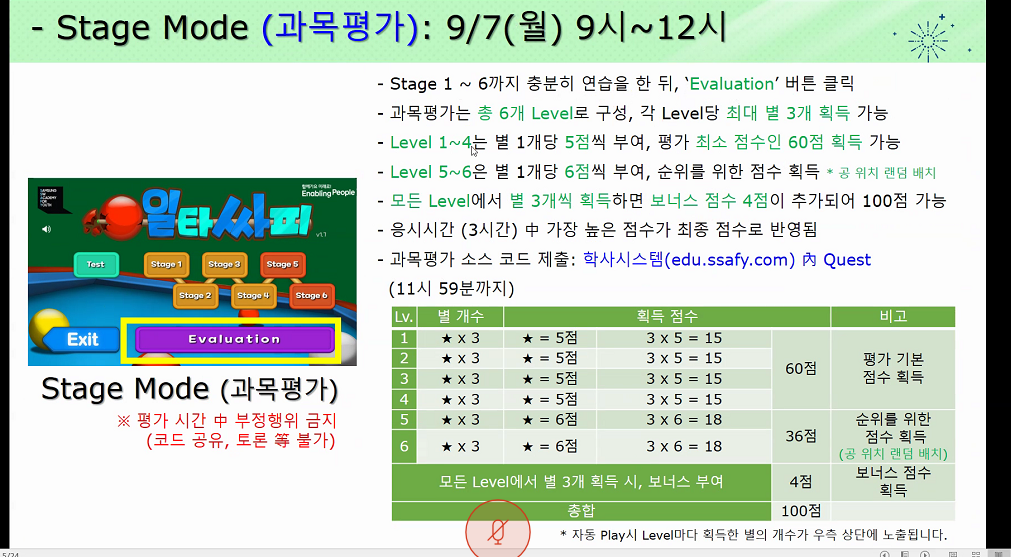 - Stage Mode (과목평가): 9/7(월) 9시~12시
- Stage 1 ~ 6까지 충분히 연습을 한 뒤, ‘Evaluation’ 버튼 클릭
- 과목평가는 총 6개 Level로 구성, 각 Level당 최대 별 3개 획득 가능
- Level 1~4는 별 1개당 5점씩 부여, 평가 최소 점수인 60점 획득 가능
- Level 5~6은 별 1개당 6점씩 부여, 순위를 위한 점수 획득 * 공 위치 랜덤 배치
- 모든 Level에서 별 3개씩 획득하면 보너스 점수 4점이 추가되어 100점 가능
- 응시시간 (3시간) 中 가장 높은 점수가 최종 점수로 반영됨
- 과목평가 소스 코드 제출: 학사시스템(edu.ssafy.com) 內 Quest
(11시 59분까지)
SAMSUNG
SW
ACADEMY
FOR
YOUTH
함께가요 미래로!
Enabling People
일타싸피
v1.1
Test
Stage 1
Stage 3
Stage 5
Stage 2
Stage 4
Stage 6
Exit
Evaluation
Stage Mode (과목평가)
※ 평가 시간 中 부정행위 금지
(코드 공유, 토론 等 불가)
Lv. 별 개수 획득 점수 비고
1 ★ x 3 ★ = 5점 3 x 5 = 15
2 ★ x 3 ★ = 5점 3 x 5 = 15
3 ★ x 3 ★ = 5점 3 x 5 = 15
4 ★ x 3 ★ = 5점 3 x 5 = 15
60점
평가 기본
점수 획득
5 ★ x 3 ★ = 6점 3 x 6 = 18
6 ★ x 3 ★ = 6점 3 x 6 = 18
36점
순위를 위한
점수 획득
(공 위치 랜덤 배치)
모든 Level에서 별 3개 획득 시, 보너스 부여 4점
보너스 점수
획득
총합 100점
* 자동 Play시 Level마다 획득한 별의 개수가 우측 상단에 노출됩니다.
5/24